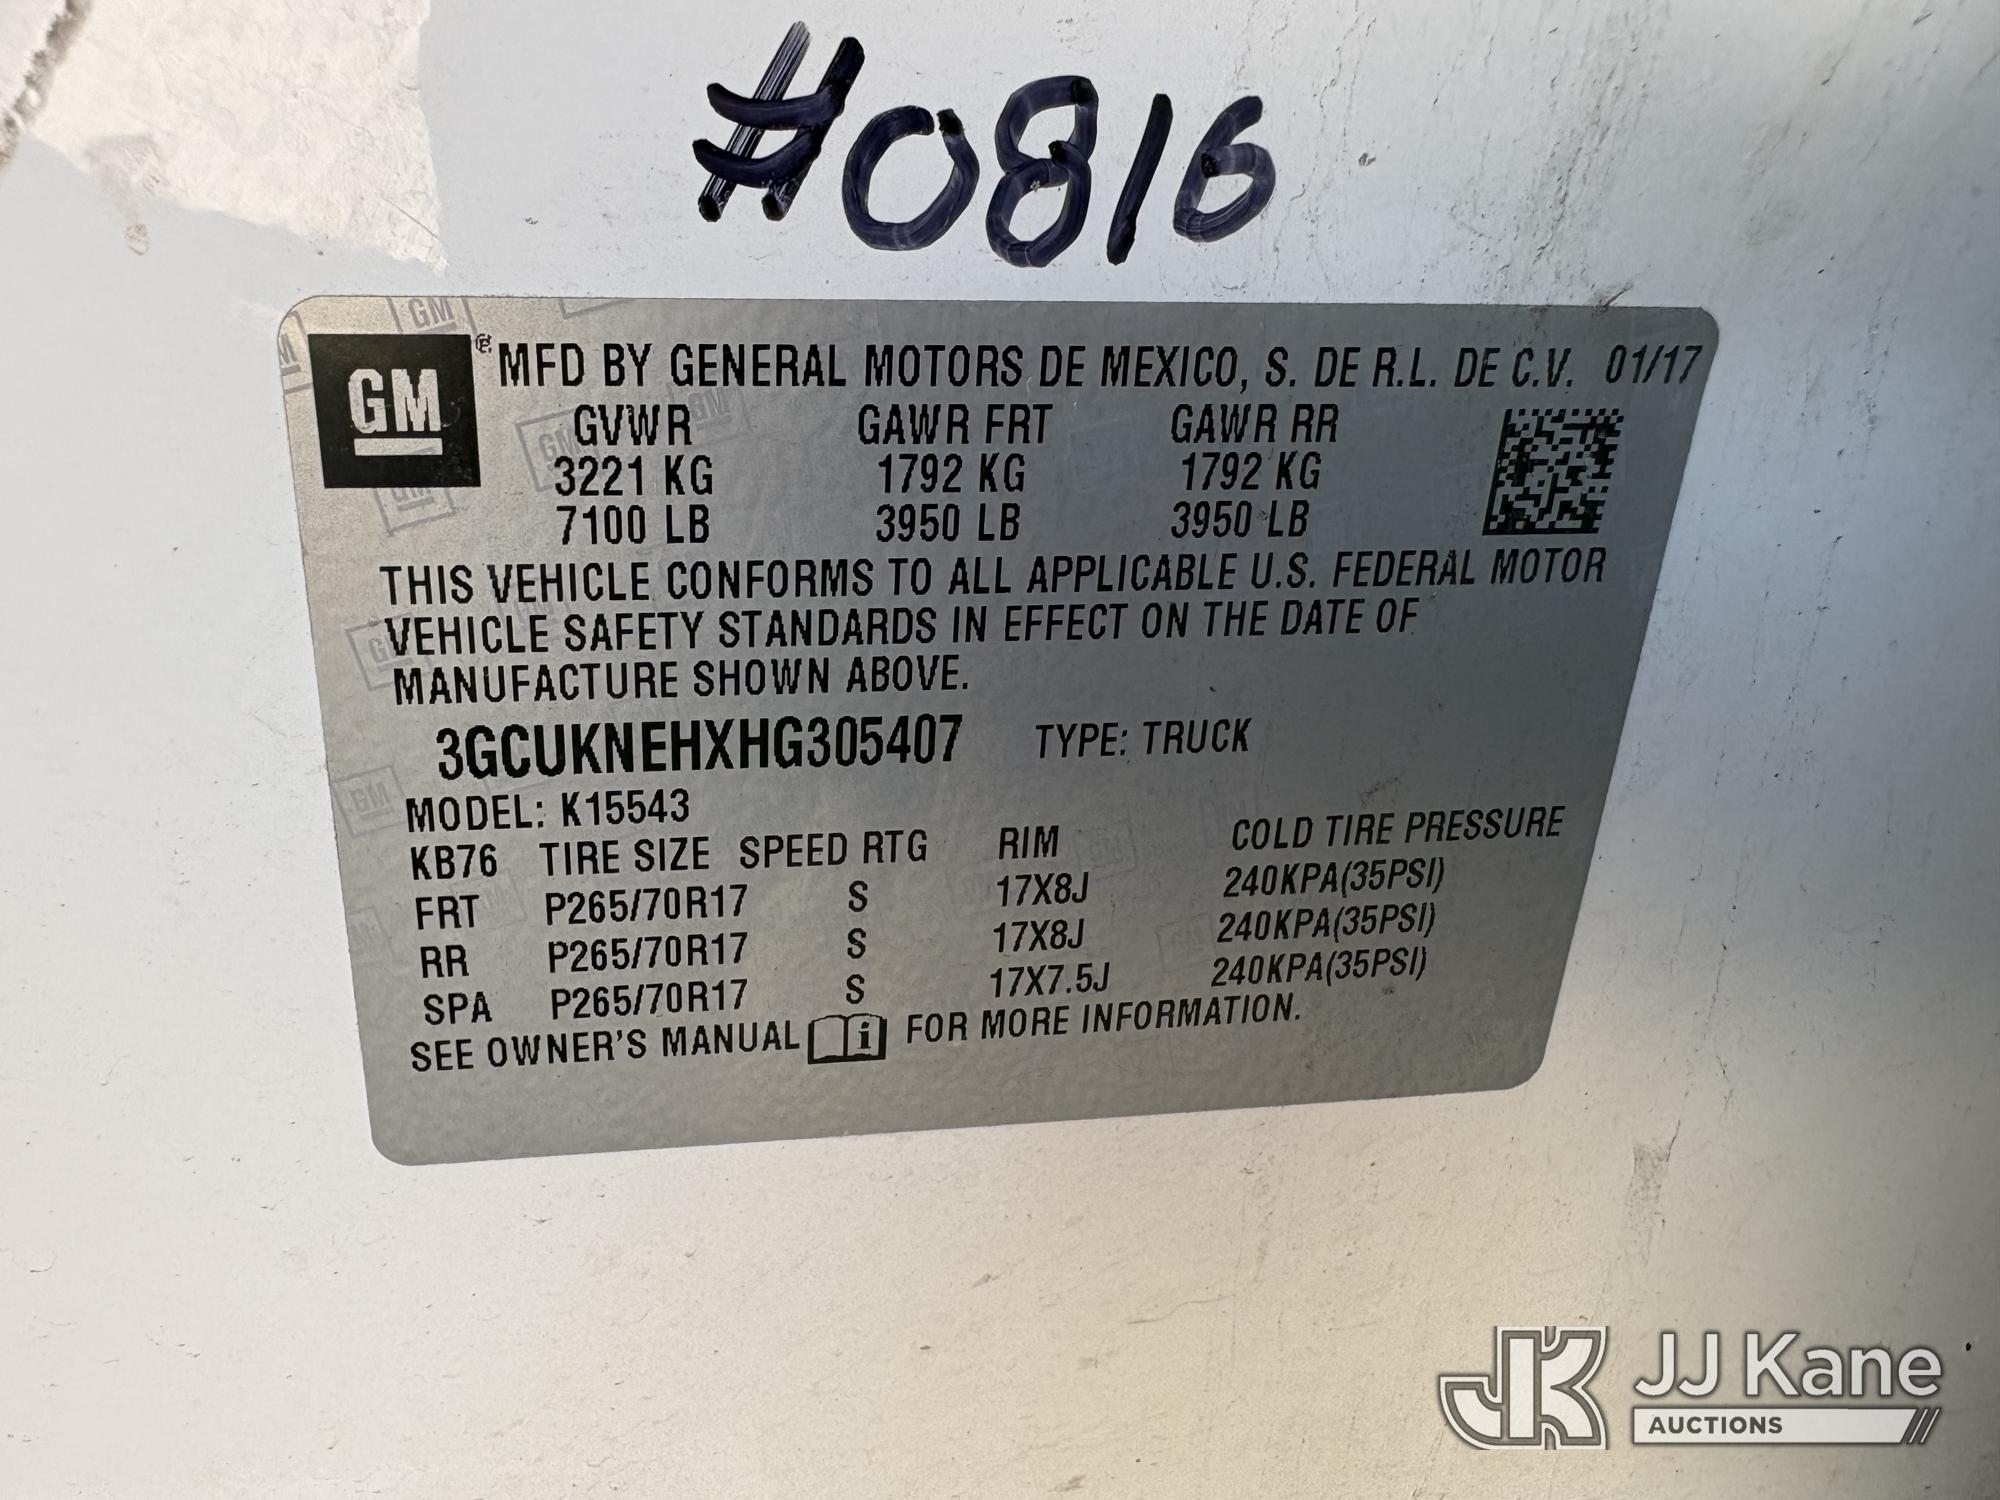 #0816
GM
MFD BY GENERAL MOTORS DE MEXICO, S. DE R.L. DE C.V. 01/17
GVWR GAWR FRT GAWR RR
3221 KG 1792 KG 1792 KG
7100 LB 3950 LB 3950 LB
THIS VEHICLE CONFORMS TO ALL APPLICABLE U.S. FEDERAL MOTOR
VEHICLE SAFETY STANDARDS IN EFFECT ON THE DATE OF
MANUFACTURE SHOWN ABOVE.
3GCUKNEHXHG305407 TYPE: TRUCK
MODEL: K15543
KB76 TIRE SIZE SPEED RTG RIM COLD TIRE PRESSURE
FRT P265/70R17 S 17X8J 240KPA(35PSI)
RR P265/70R17 S 17X8J 240KPA(35PSI)
SPA P265/70R17 S 17X7.5J 240KPA(35PSI)
SEE OWNER'S MANUAL i FOR MORE INFORMATION.
JK JJ Kane
AUCTIONS